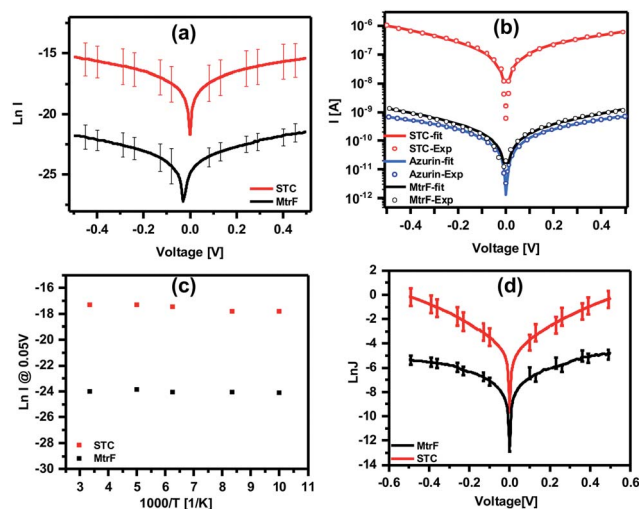 (a)
Ln I
-15
-20
-25
STC
MtrF
-0.4 -0.2 0.0 0.2 0.4
Voltage [V]
(b)
I [A]
10⁻⁶
10⁻⁷
10⁻⁸
10⁻⁹
10⁻¹⁰
10⁻¹¹
10⁻¹²
STC-fit
STC-Exp
Azurin-fit
Azurin-Exp
MtrF-fit
MtrF-Exp
-0.4 -0.2 0.0 0.2 0.4
Voltage [V]
(c)
Ln I @ 0.05V
-14
-16
-18
-20
-22
-24
-26
-28
-30
STC
MtrF
3 4 5 6 7 8 9 10 11
1000/T [1/K]
(d)
LnJ
2
0
-2
-4
-6
-8
-10
-12
-14
MtrF
STC
-0.6 -0.4 -0.2 0.0 0.2 0.4 0.6
Voltage[V]